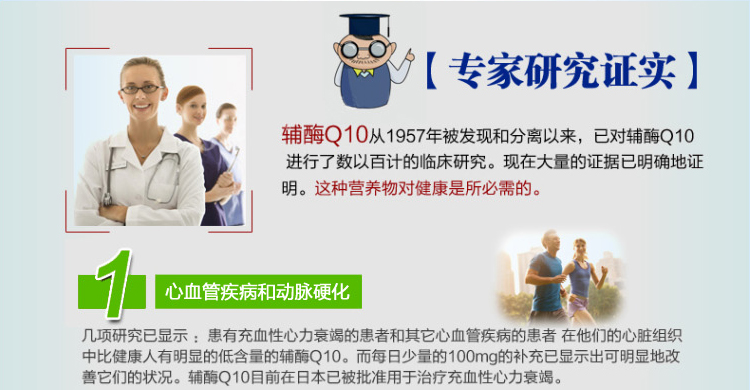 【专家研究证实】
辅酶Q10从1957年被发现和分离以来，已对辅酶Q10
进行了数以百计的临床研究。现在大量的证据已明确地证
明。这种营养物对健康是所必需的。
1 心血管疾病和动脉硬化
几项研究已显示 ：患有充血性心力衰竭的患者和其它心血管疾病的患者 在他们的心脏组织
中比健康人有明显的低含量的辅酶Q10。而每日少量的100mg的补充已显示出可明显地改
善它们的状况。辅酶Q10目前在日本已被批准用于治疗充血性心力衰竭。